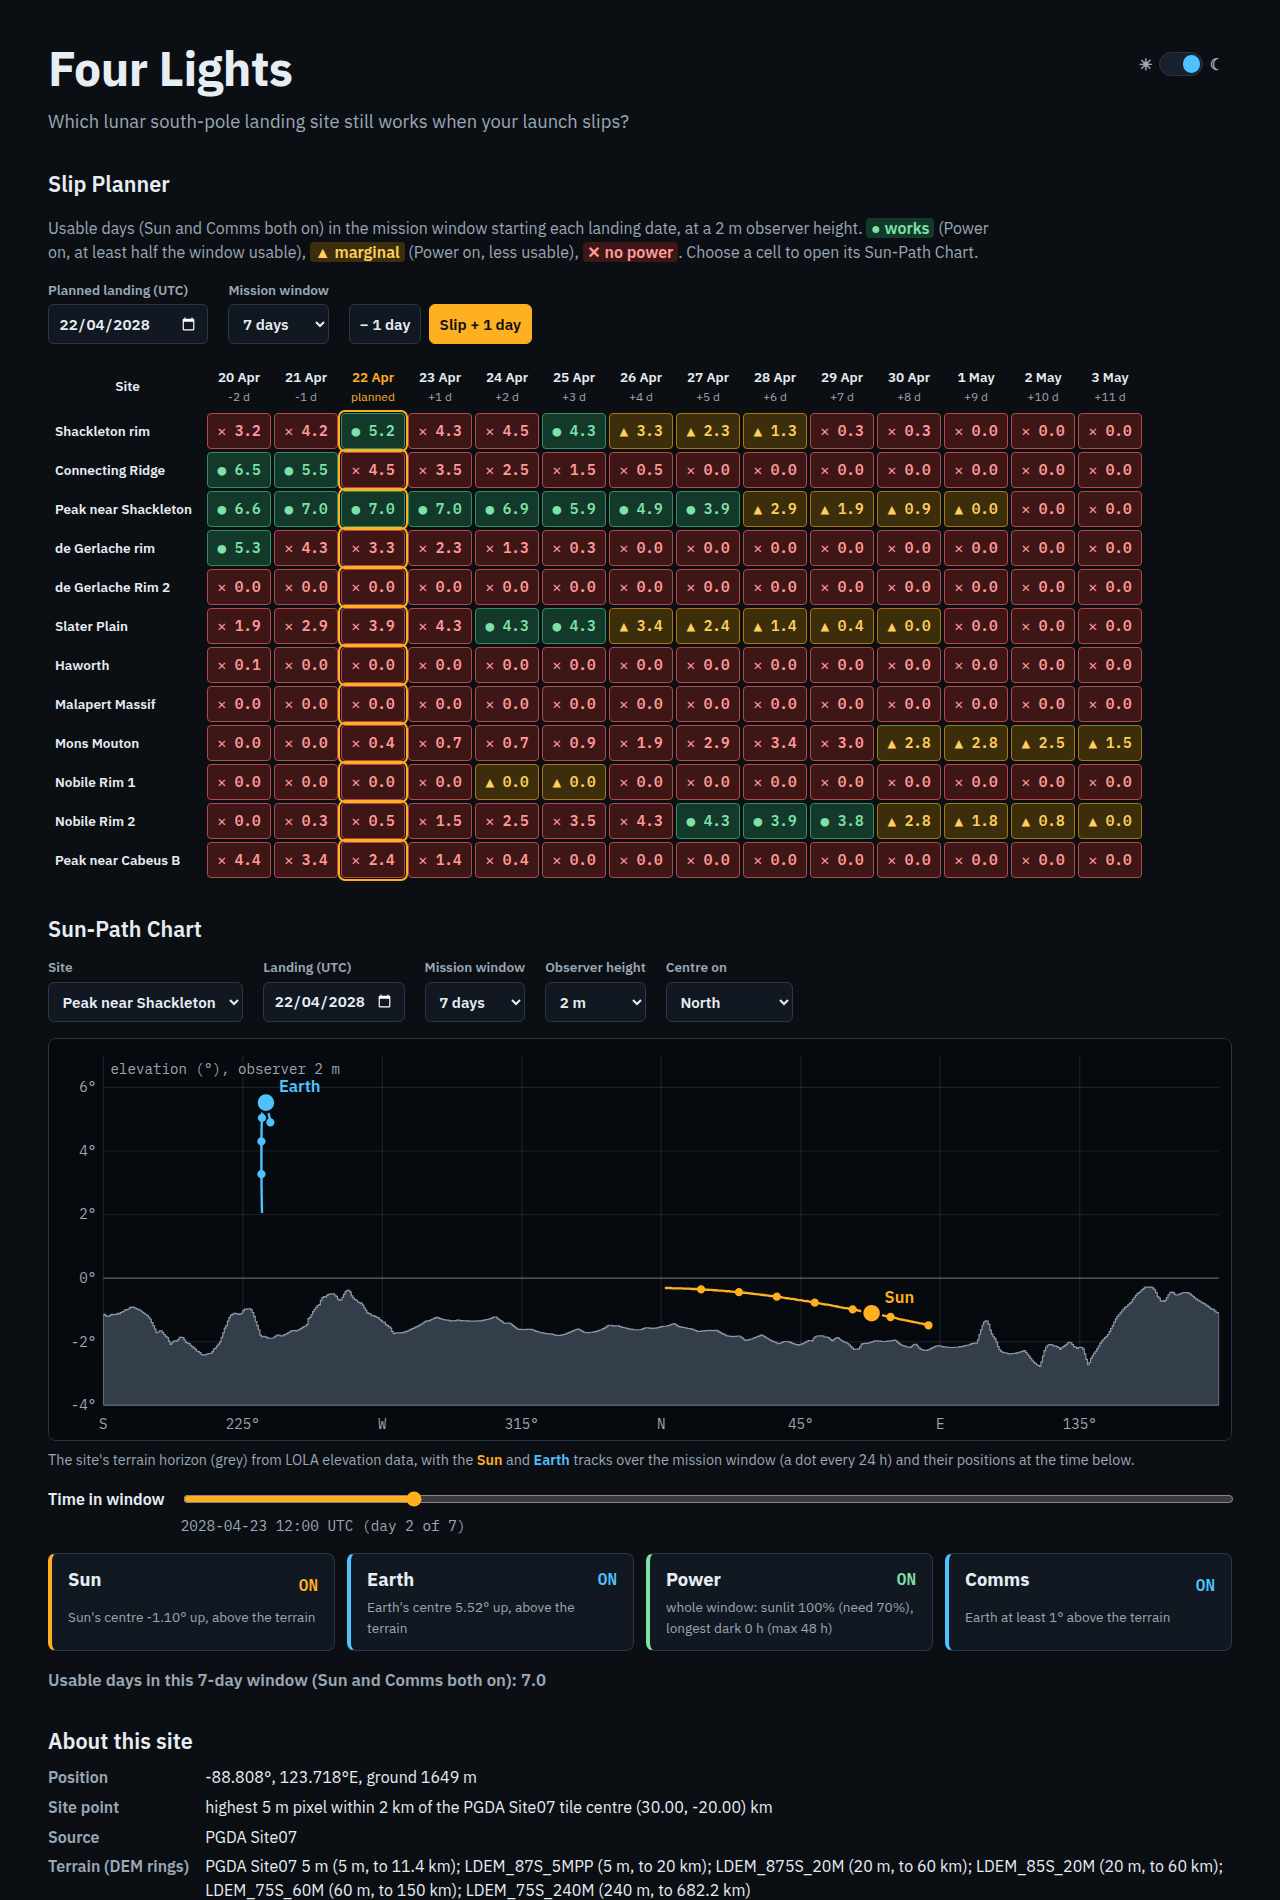 Four Lights
☀ ☾
Which lunar south-pole landing site still works when your launch slips?
Slip Planner
Usable days (Sun and Comms both on) in the mission window starting each landing date, at a 2 m observer height. ● works (Power
on, at least half the window usable), ▲ marginal (Power on, less usable), ✕ no power. Choose a cell to open its Sun-Path Chart.
Planned landing (UTC) Mission window
22/04/2028 7 days − 1 day Slip + 1 day
Site 20 Apr 21 Apr 22 Apr 23 Apr 24 Apr 25 Apr 26 Apr 27 Apr 28 Apr 29 Apr 30 Apr 1 May 2 May 3 May
-2 d -1 d planned +1 d +2 d +3 d +4 d +5 d +6 d +7 d +8 d +9 d +10 d +11 d
Shackleton rim ✕ 3.2 ✕ 4.2 ● 5.2 ✕ 4.3 ✕ 4.5 ● 4.3 ▲ 3.3 ▲ 2.3 ▲ 1.3 ✕ 0.3 ✕ 0.3 ✕ 0.0 ✕ 0.0 ✕ 0.0
Connecting Ridge ● 6.5 ● 5.5 ✕ 4.5 ✕ 3.5 ✕ 2.5 ✕ 1.5 ✕ 0.5 ✕ 0.0 ✕ 0.0 ✕ 0.0 ✕ 0.0 ✕ 0.0 ✕ 0.0 ✕ 0.0
Peak near Shackleton ● 6.6 ● 7.0 ● 7.0 ● 7.0 ● 6.9 ● 5.9 ● 4.9 ● 3.9 ▲ 2.9 ▲ 1.9 ▲ 0.9 ▲ 0.0 ✕ 0.0 ✕ 0.0
de Gerlache rim ● 5.3 ✕ 4.3 ✕ 3.3 ✕ 2.3 ✕ 1.3 ✕ 0.3 ✕ 0.0 ✕ 0.0 ✕ 0.0 ✕ 0.0 ✕ 0.0 ✕ 0.0 ✕ 0.0 ✕ 0.0
de Gerlache Rim 2 ✕ 0.0 ✕ 0.0 ✕ 0.0 ✕ 0.0 ✕ 0.0 ✕ 0.0 ✕ 0.0 ✕ 0.0 ✕ 0.0 ✕ 0.0 ✕ 0.0 ✕ 0.0 ✕ 0.0 ✕ 0.0
Slater Plain ✕ 1.9 ✕ 2.9 ✕ 3.9 ✕ 4.3 ● 4.3 ● 4.3 ▲ 3.4 ▲ 2.4 ▲ 1.4 ▲ 0.4 ▲ 0.0 ✕ 0.0 ✕ 0.0 ✕ 0.0
Haworth ✕ 0.1 ✕ 0.0 ✕ 0.0 ✕ 0.0 ✕ 0.0 ✕ 0.0 ✕ 0.0 ✕ 0.0 ✕ 0.0 ✕ 0.0 ✕ 0.0 ✕ 0.0 ✕ 0.0 ✕ 0.0
Malapert Massif ✕ 0.0 ✕ 0.0 ✕ 0.0 ✕ 0.0 ✕ 0.0 ✕ 0.0 ✕ 0.0 ✕ 0.0 ✕ 0.0 ✕ 0.0 ✕ 0.0 ✕ 0.0 ✕ 0.0 ✕ 0.0
Mons Mouton ✕ 0.0 ✕ 0.0 ✕ 0.4 ✕ 0.7 ✕ 0.7 ✕ 0.9 ✕ 1.9 ✕ 2.9 ✕ 3.4 ✕ 3.0 ▲ 2.8 ▲ 2.8 ▲ 2.5 ▲ 1.5
Nobile Rim 1 ✕ 0.0 ✕ 0.0 ✕ 0.0 ✕ 0.0 ▲ 0.0 ▲ 0.0 ✕ 0.0 ✕ 0.0 ✕ 0.0 ✕ 0.0 ✕ 0.0 ✕ 0.0 ✕ 0.0 ✕ 0.0
Nobile Rim 2 ✕ 0.0 ✕ 0.3 ✕ 0.5 ✕ 1.5 ✕ 2.5 ✕ 3.5 ✕ 4.3 ● 4.3 ● 3.9 ● 3.8 ▲ 2.8 ▲ 1.8 ▲ 0.8 ▲ 0.0
Peak near Cabeus B ✕ 4.4 ✕ 3.4 ✕ 2.4 ✕ 1.4 ✕ 0.4 ✕ 0.0 ✕ 0.0 ✕ 0.0 ✕ 0.0 ✕ 0.0 ✕ 0.0 ✕ 0.0 ✕ 0.0 ✕ 0.0
Sun-Path Chart
Site Landing (UTC) Mission window Observer height Centre on
Peak near Shackleton 22/04/2028 7 days 2 m North
elevation (°), observer 2 m
6° Earth
4°
2°
0°
Sun
-2°
-4°
S 225° W 315° N 45° E 135°
The site's terrain horizon (grey) from LOLA elevation data, with the Sun and Earth tracks over the mission window (a dot every 24 h) and their positions at the time below.
Time in window
2028-04-23 12:00 UTC (day 2 of 7)
Sun ON Earth ON Power ON Comms ON
Sun's centre -1.10° up, above the terrain
Earth's centre 5.52° up, above the
terrain
whole window: sunlit 100% (need 70%),
longest dark 0 h (max 48 h)
Earth at least 1° above the terrain
Usable days in this 7-day window (Sun and Comms both on): 7.0
About this site
Position -88.808°, 123.718°E, ground 1649 m
Site point highest 5 m pixel within 2 km of the PGDA Site07 tile centre (30.00, -20.00) km
Source PGDA Site07
Terrain (DEM rings) PGDA Site07 5 m (5 m, to 11.4 km); LDEM_87S_5MPP (5 m, to 20 km); LDEM_875S_20M (20 m, to 60 km); LDEM_85S_20M (20 m, to 60 km);
LDEM_75S_60M (60 m, to 150 km); LDEM_75S_240M (240 m, to 682.2 km)